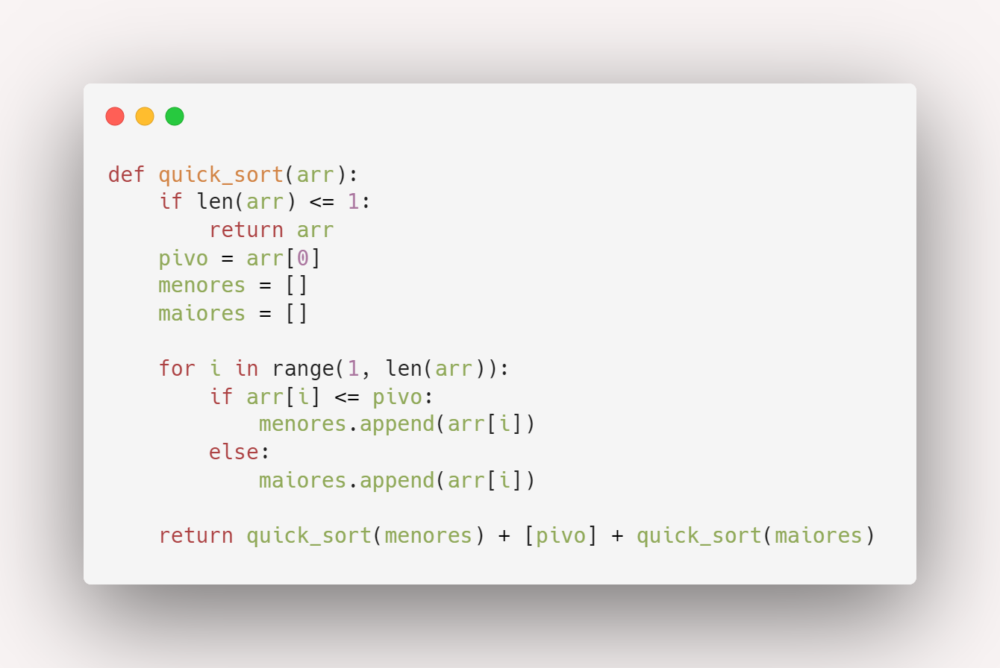 def quick_sort(arr):
    if len(arr) <= 1:
        return arr
    pivo = arr[0]
    menores = []
    maiores = []

    for i in range(1, len(arr)):
        if arr[i] <= pivo:
            menores.append(arr[i])
        else:
            maiores.append(arr[i])

    return quick_sort(menores) + [pivo] + quick_sort(maiores)